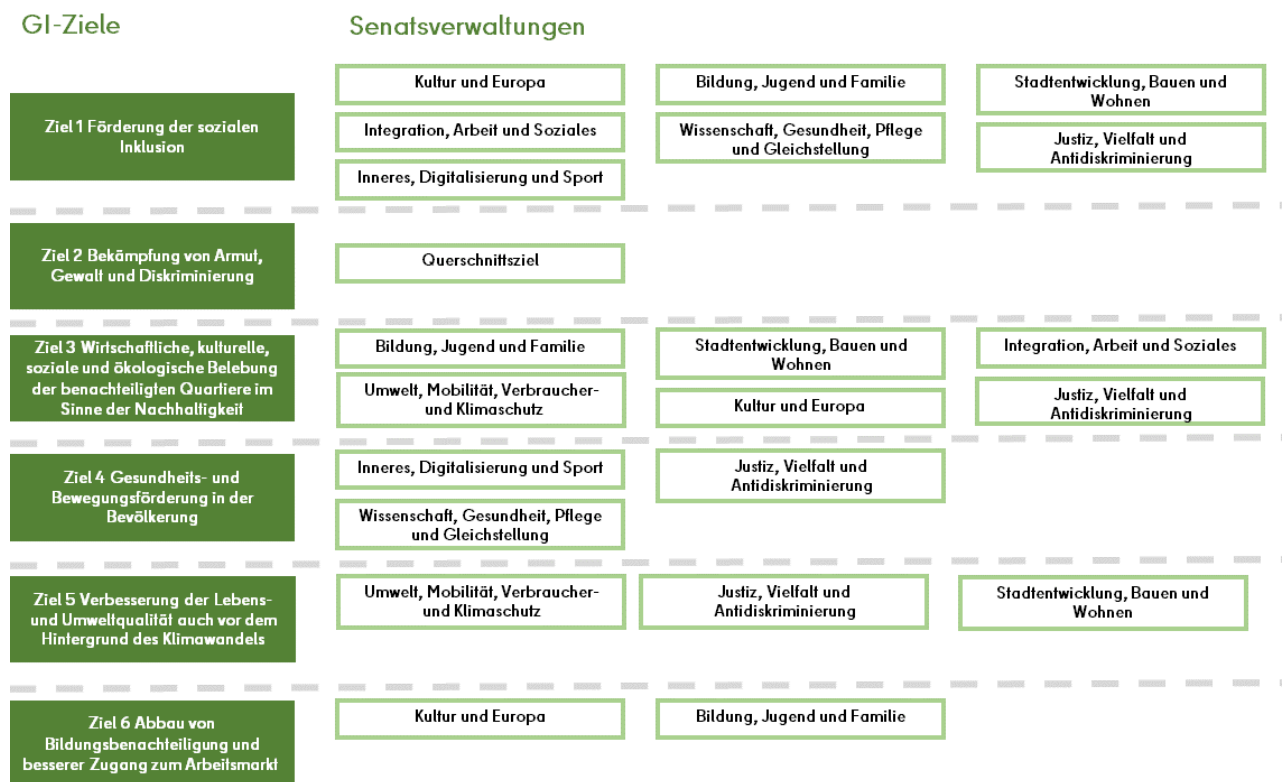 GI-Ziele
Senatsverwaltungen
Ziel 1 Förderung der sozialen
Inklusion
Kultur und Europa
Bildung, Jugend und Familie
Stadtentwicklung, Bauen und
Wohnen
Integration, Arbeit und Soziales
Wissenschaft, Gesundheit, Pflege
und Gleichstellung
Justiz, Vielfalt und
Antidiskriminierung
Inneres, Digitalisierung und Sport
Ziel 2 Bekämpfung von Armut,
Gewalt und Diskriminierung
Querschnittsziel
Ziel 3 Wirtschaftliche, kulturelle,
soziale und ökologische Belebung
der benachteiligten Quartiere im
Sinne der Nachhaltigkeit
Bildung, Jugend und Familie
Stadtentwicklung, Bauen und
Wohnen
Integration, Arbeit und Soziales
Umwelt, Mobilität, Verbraucher-
und Klimaschutz
Kultur und Europa
Justiz, Vielfalt und
Antidiskriminierung
Ziel 4 Gesundheits- und
Bewegungsförderung in der
Bevölkerung
Inneres, Digitalisierung und Sport
Justiz, Vielfalt und
Antidiskriminierung
Wissenschaft, Gesundheit, Pflege
und Gleichstellung
Ziel 5 Verbesserung der Lebens-
und Umweltqualität auch vor dem
Hintergrund des Klimawandels
Umwelt, Mobilität, Verbraucher-
und Klimaschutz
Justiz, Vielfalt und
Antidiskriminierung
Stadtentwicklung, Bauen und
Wohnen
Ziel 6 Abbau von
Bildungsbenachteiligung und
besserer Zugang zum Arbeitsmarkt
Kultur und Europa
Bildung, Jugend und Familie